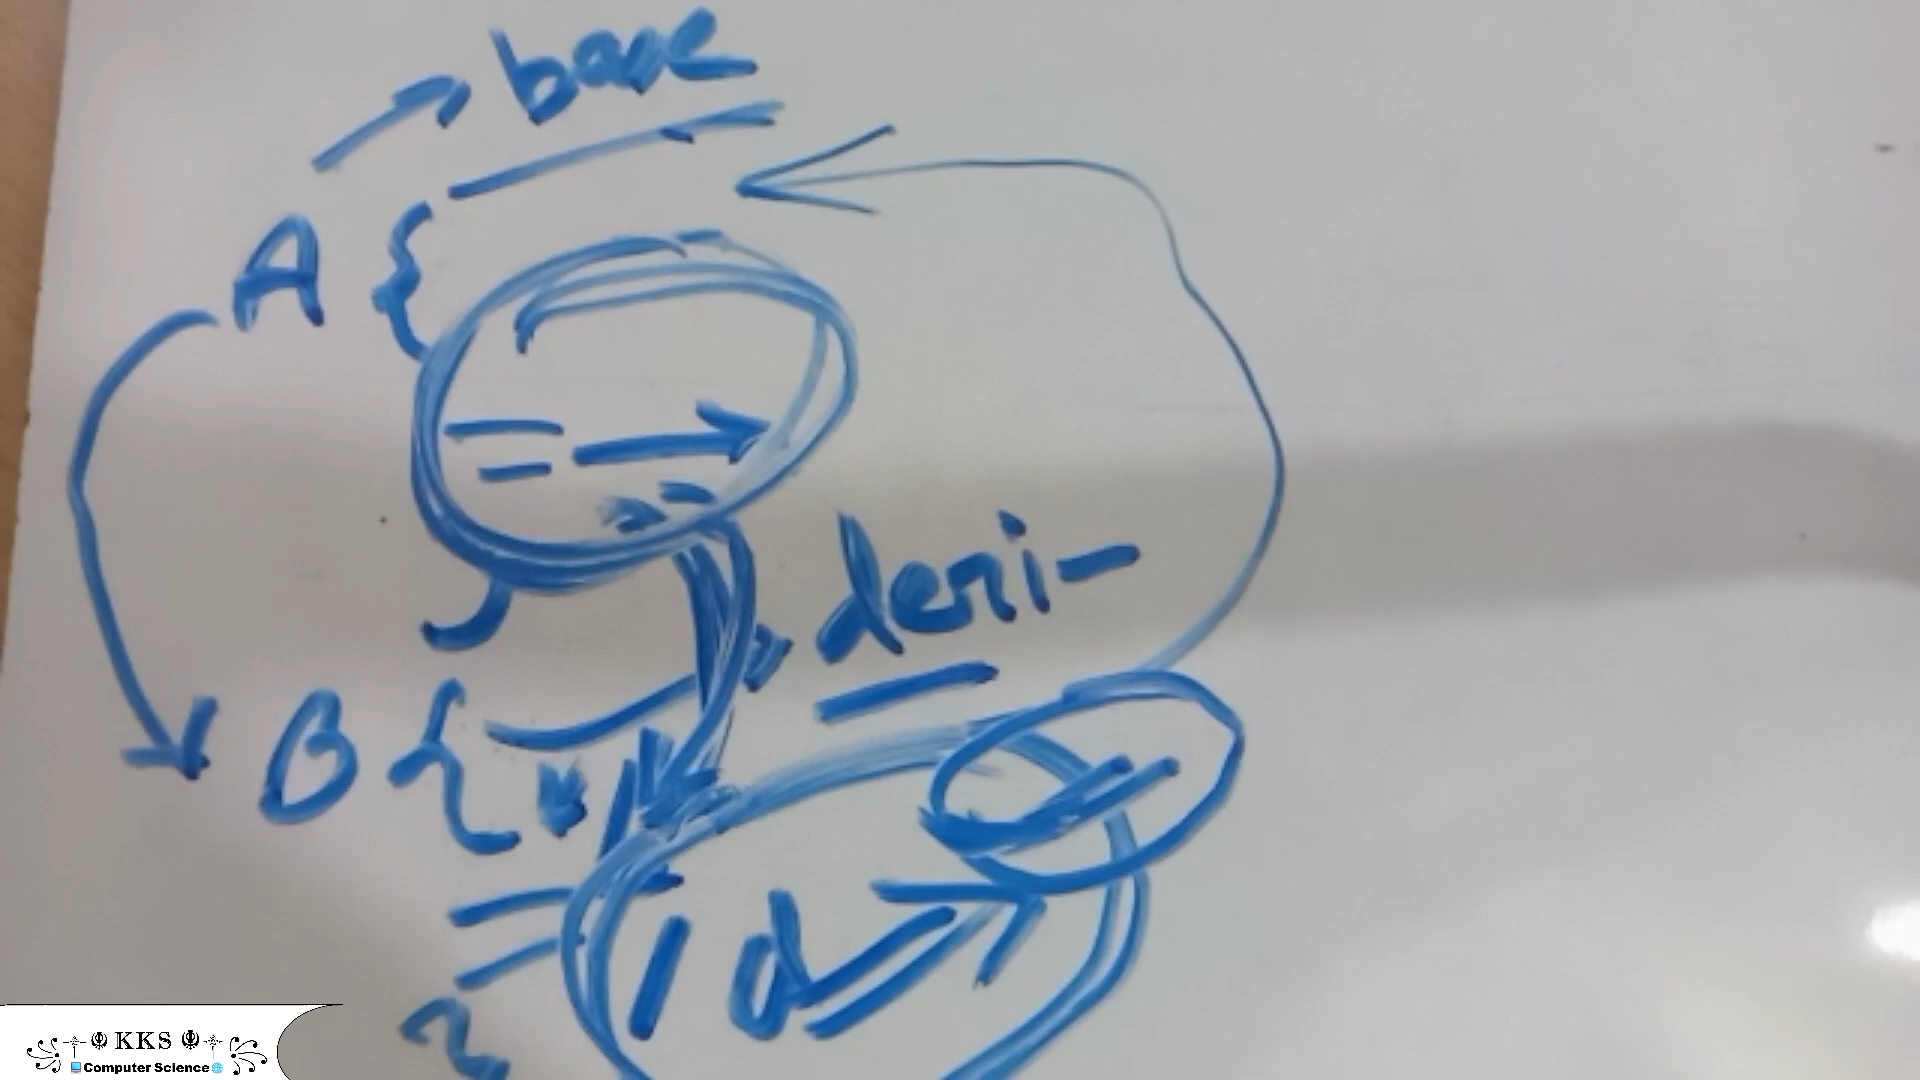 base
A {
deri-
B {
KKS
Computer Science